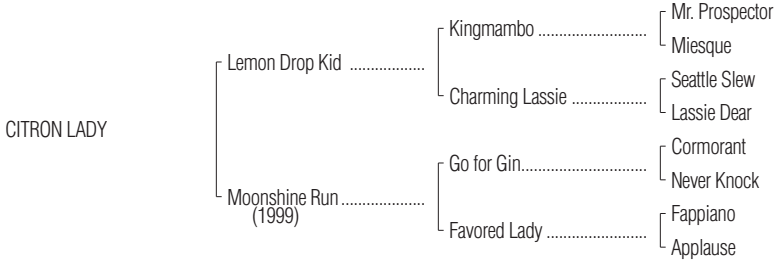 Mr. Prospector
Kingmambo ..........................
Miesque
Lemon Drop Kid ..................
Seattle Slew
Charming Lassie ..................
Lassie Dear
CITRON LADY
Cormorant
Go for Gin..............................
Never Knock
Moonshine Run ....................
(1999)
Fappiano
Favored Lady ........................
Applause